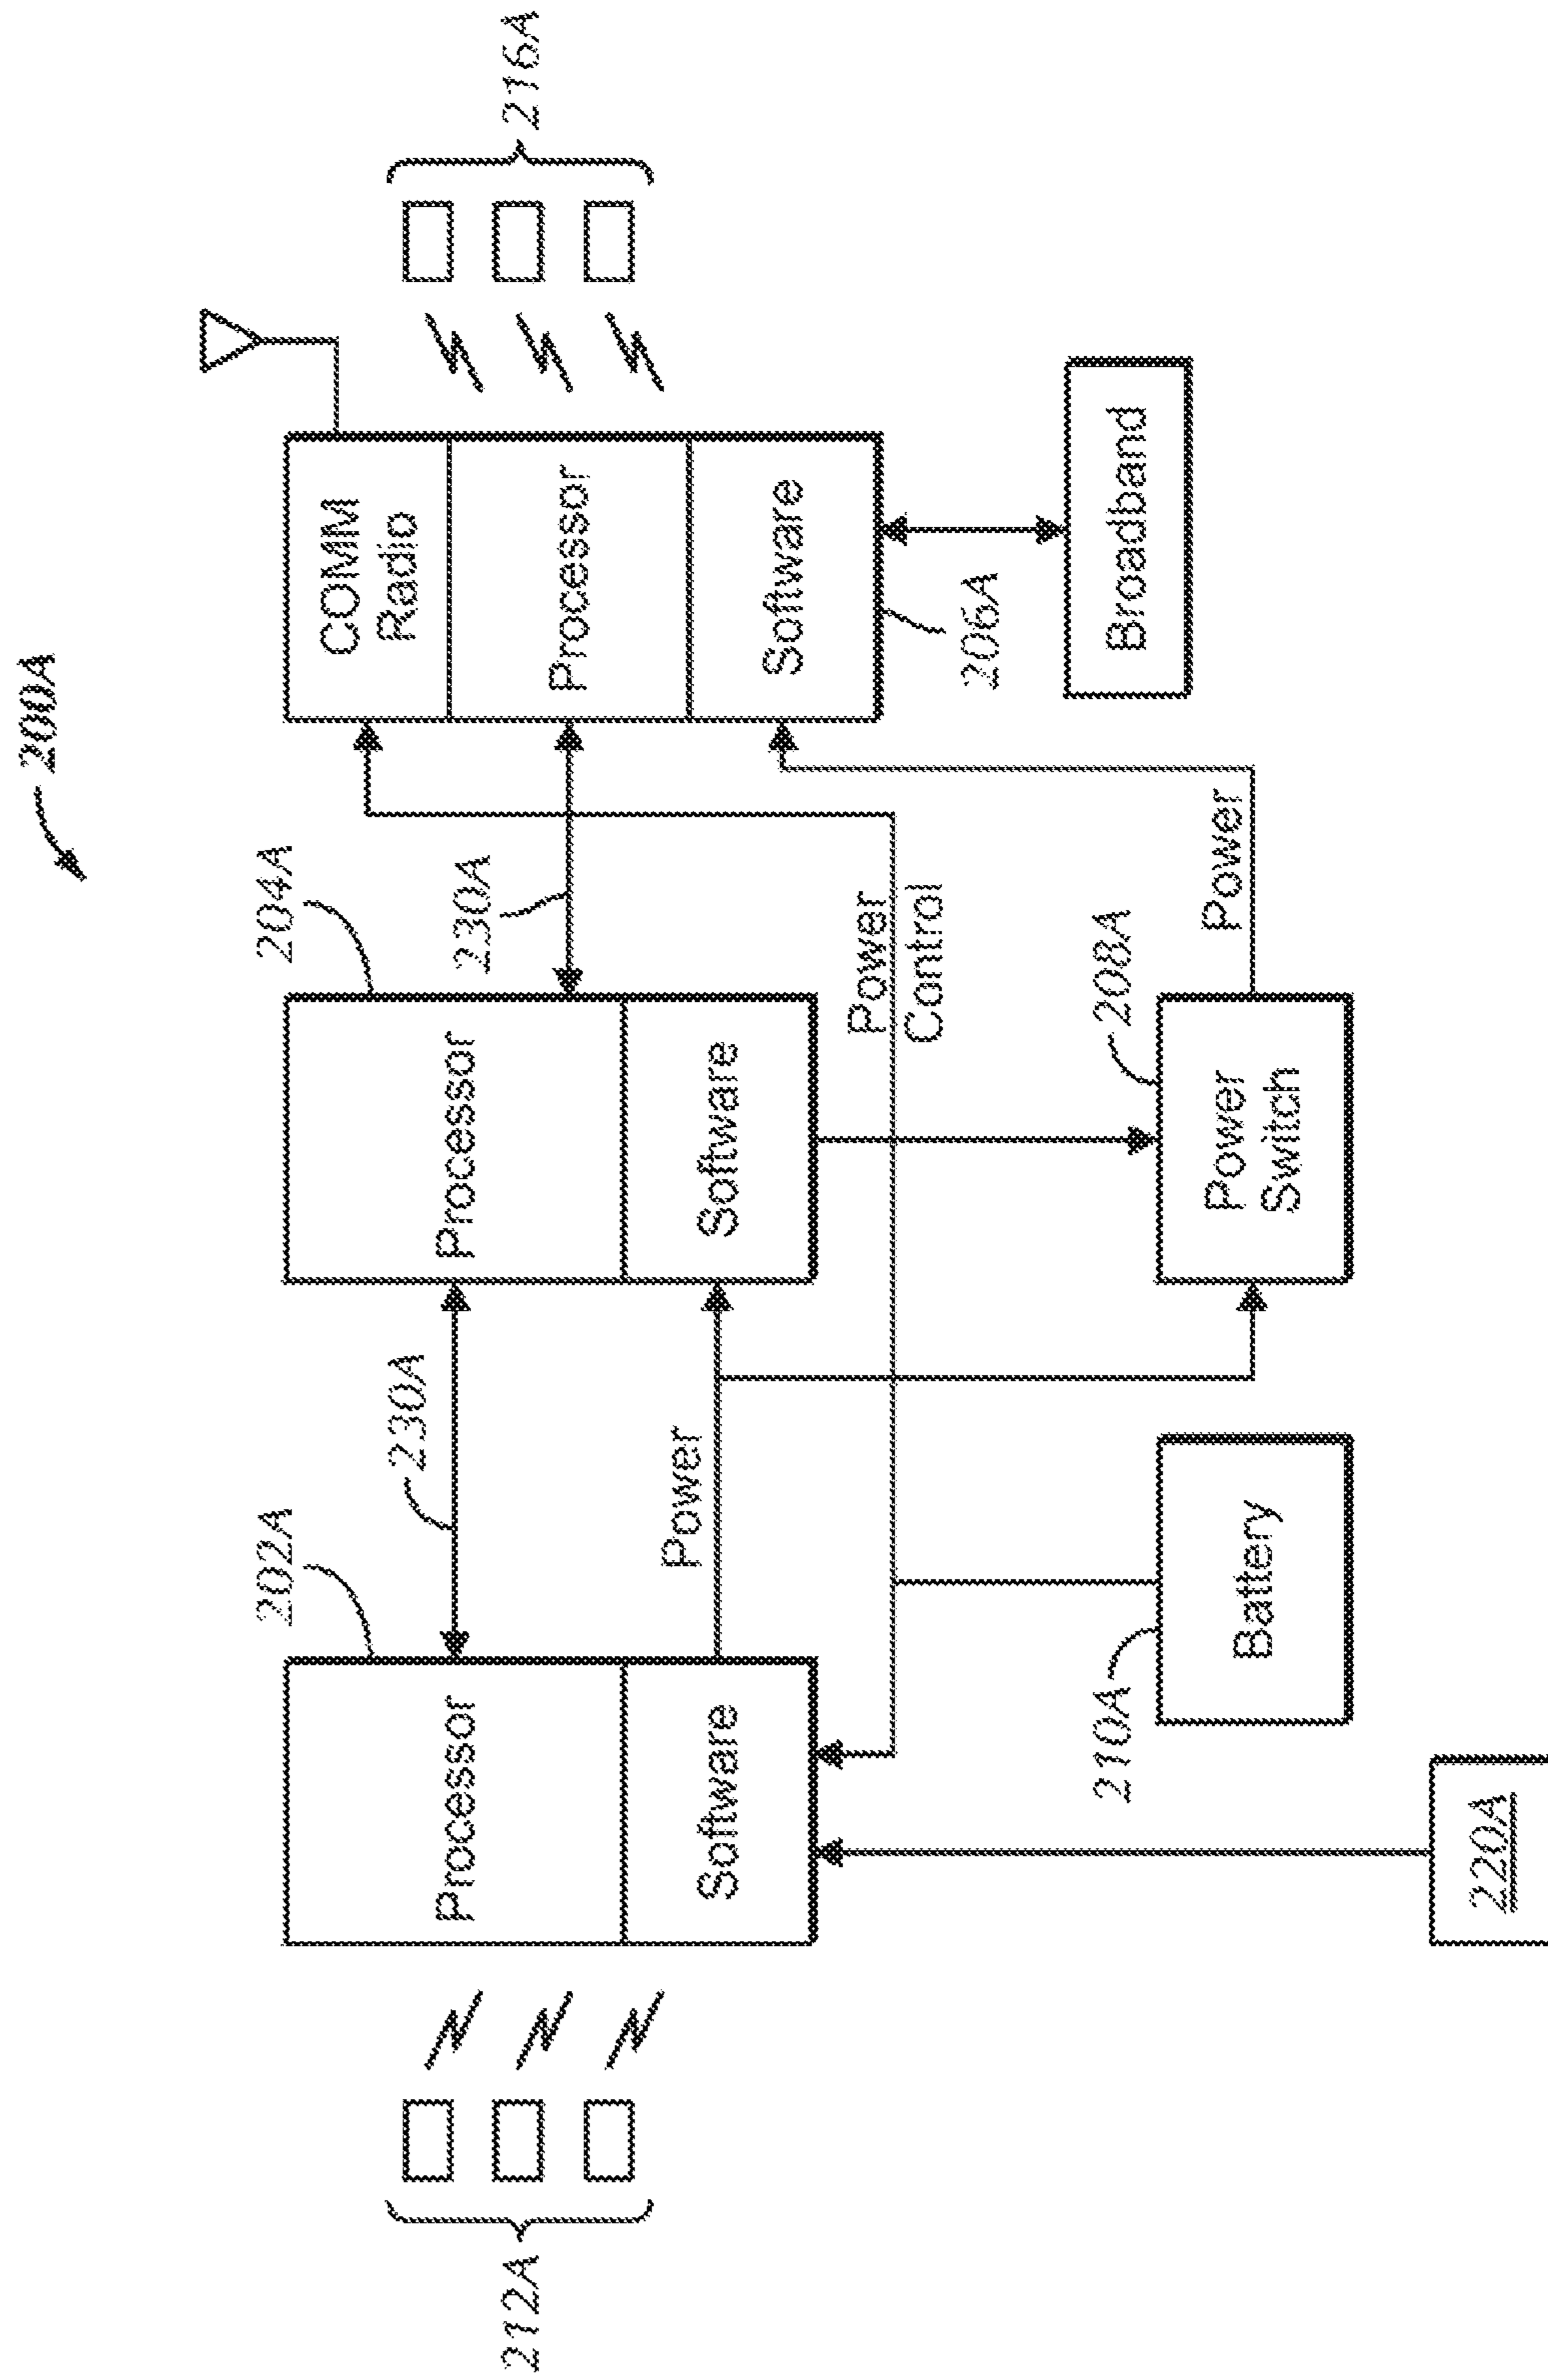 200A
202A
204A
COMM
Radio
Processor
Processor
Processor
230A
230A
212A
216A
Software
Software
Software
Power
Power
Control
206A
210A
208A
Battery
Power
Switch
Power
Broadband
220A